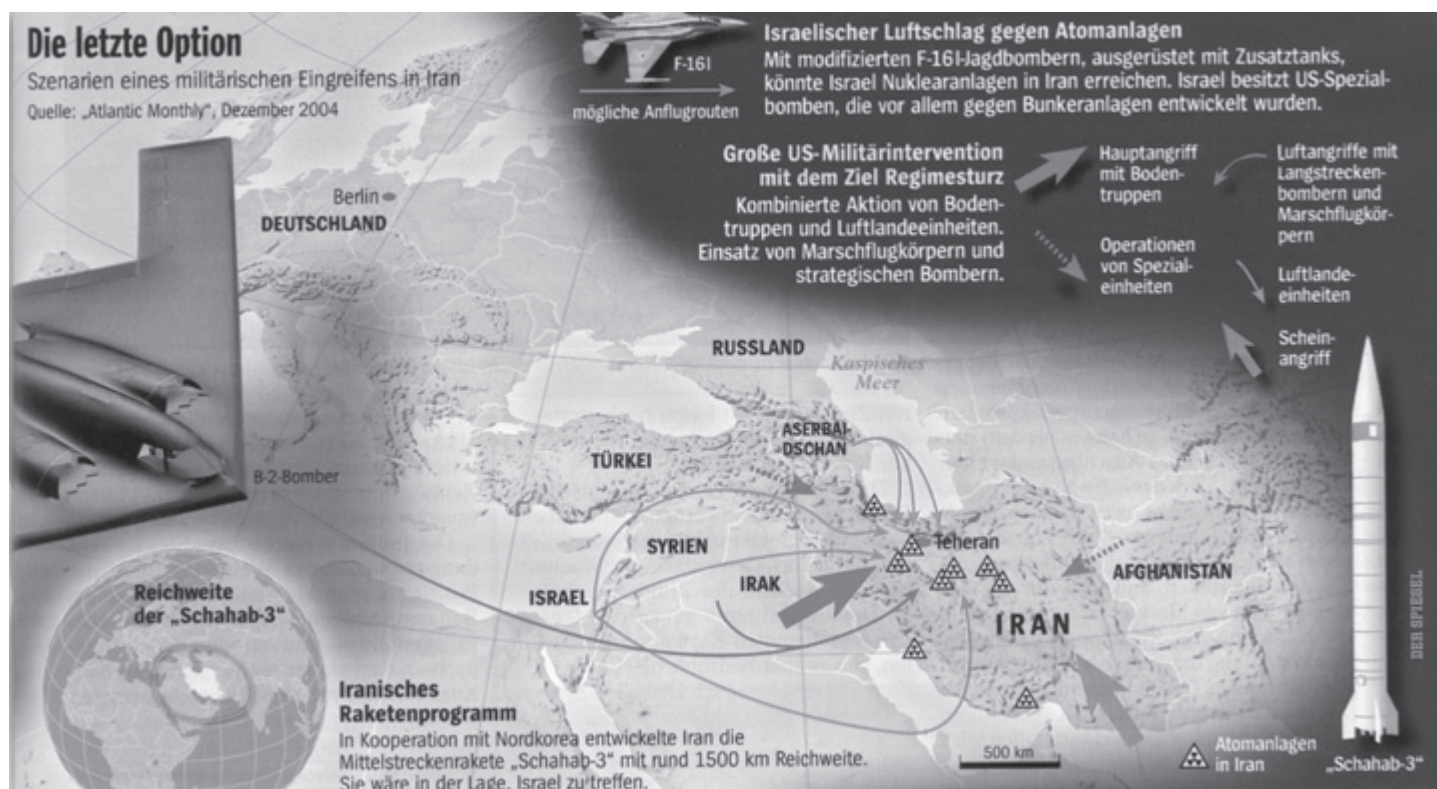 Die letzte Option
Szenarien eines militärischen Eingreifens in Iran
Quelle: „Atlantic Monthly“, Dezember 2004
F-16I
mögliche Anflugrouten
Israelischer Luftschlag gegen Atomanlagen
Mit modifizierten F-16I-Jagdbombern, ausgerüstet mit Zusatztanks,
könnte Israel Nuklearanlagen in Iran erreichen. Israel besitzt US-Spezial-
bomben, die vor allem gegen Bunkeranlagen entwickelt wurden.
Große US-Militärintervention
mit dem Ziel Regimesturz
Kombinierte Aktion von Boden-
truppen und Luftlandeeinheiten.
Einsatz von Marschflugkörpern und
strategischen Bombern.
Hauptangriff
mit Boden-
truppen
Operationen
von Spezial-
einheiten
Luftangriffe mit
Langstrecken-
bombern und
Marschflugkör-
pern
Luftlande-
einheiten
Schein-
angriff
Berlin
DEUTSCHLAND
RUSSLAND
Kaspisches
Meer
ASERBAI-
DSCHAN
TÜRKEI
B-2-Bomber
SYRIEN
Teheran
ISRAEL
IRAK
AFGHANISTAN
IRAN
Reichweite
der „Schahab-3“
Iranisches
Raketenprogramm
In Kooperation mit Nordkorea entwickelte Iran die
Mittelstreckenrakete „Schahab-3“ mit rund 1500 km Reichweite.
Sie wäre in der Lage, Israel zu treffen.
500 km
Atomanlagen
in Iran
„Schahab-3“
DER SPIEGEL